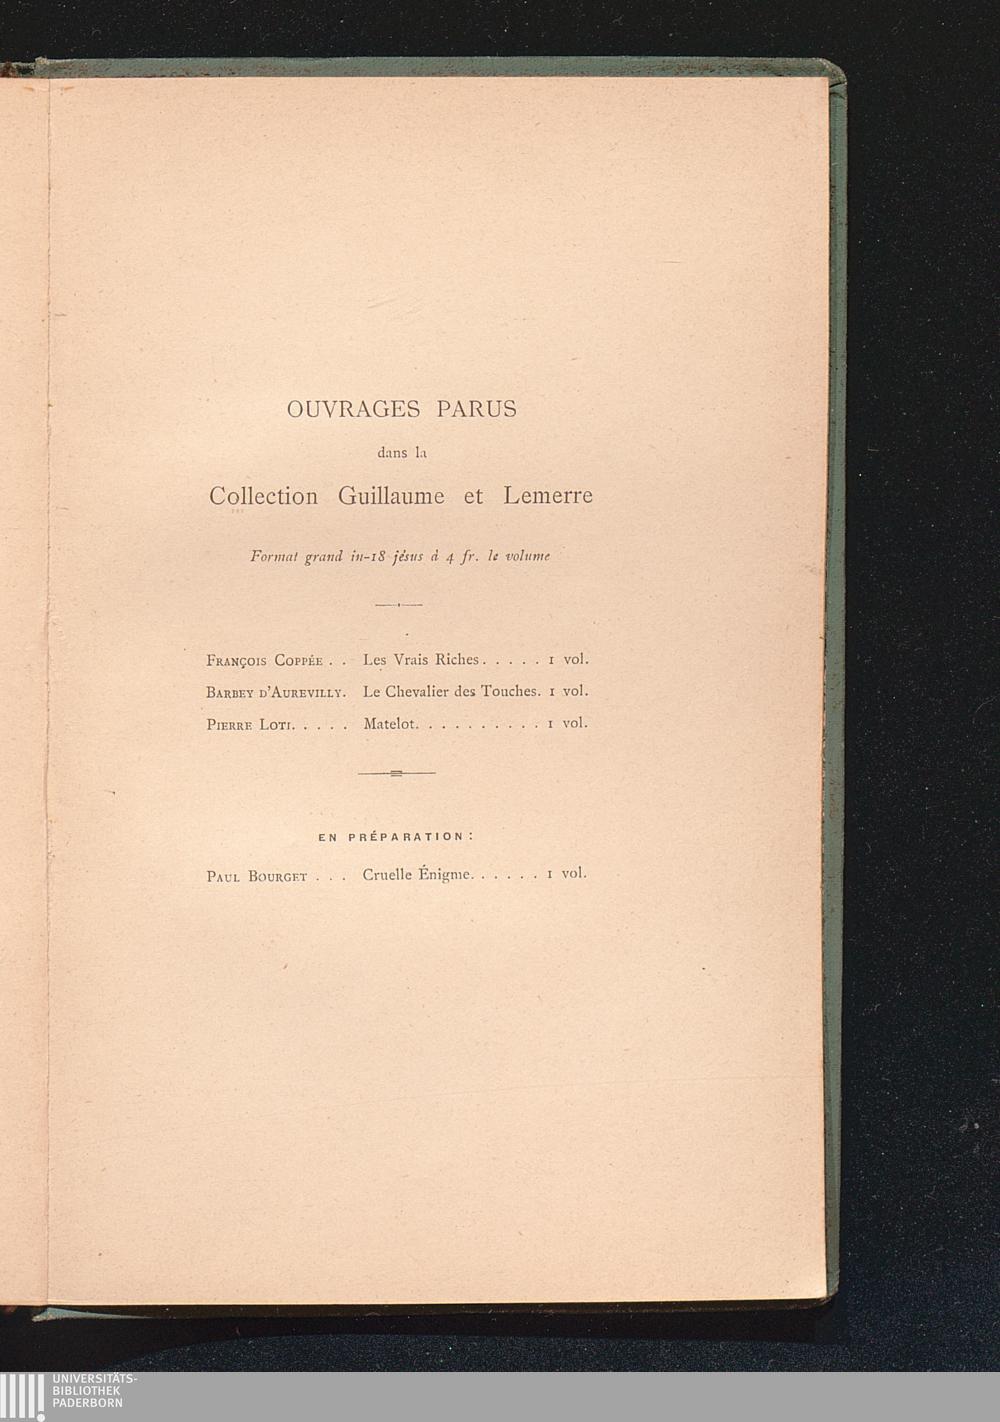 OUVRAGES PARUS
dans la
Collection Guillaume et Lemerre
Format grand in-18 jésus à 4 fr. le volume
François Coppée . . Les Vrais Riches . . . . . 1 vol.
Barbey d'Aurevilly. Le Chevalier des Touches. 1 vol.
Pierre Loti. . . . . Matelot. . . . . . . . . . 1 vol.
EN PRÉPARATION :
Paul Bourget . . . Cruelle Énigme. . . . . . 1 vol.
UNIVERSITÄTS-
BIBLIOTHEK
PADERBORN